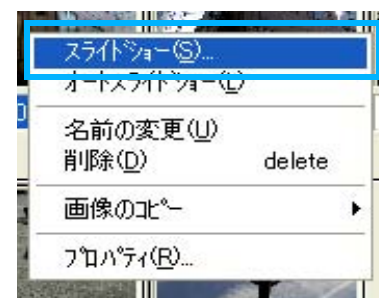 スライドショー(S)...
オートスライドショー(L)
名前の変更(U)
削除(D) delete
画像のコピー
プロパティ(R)...